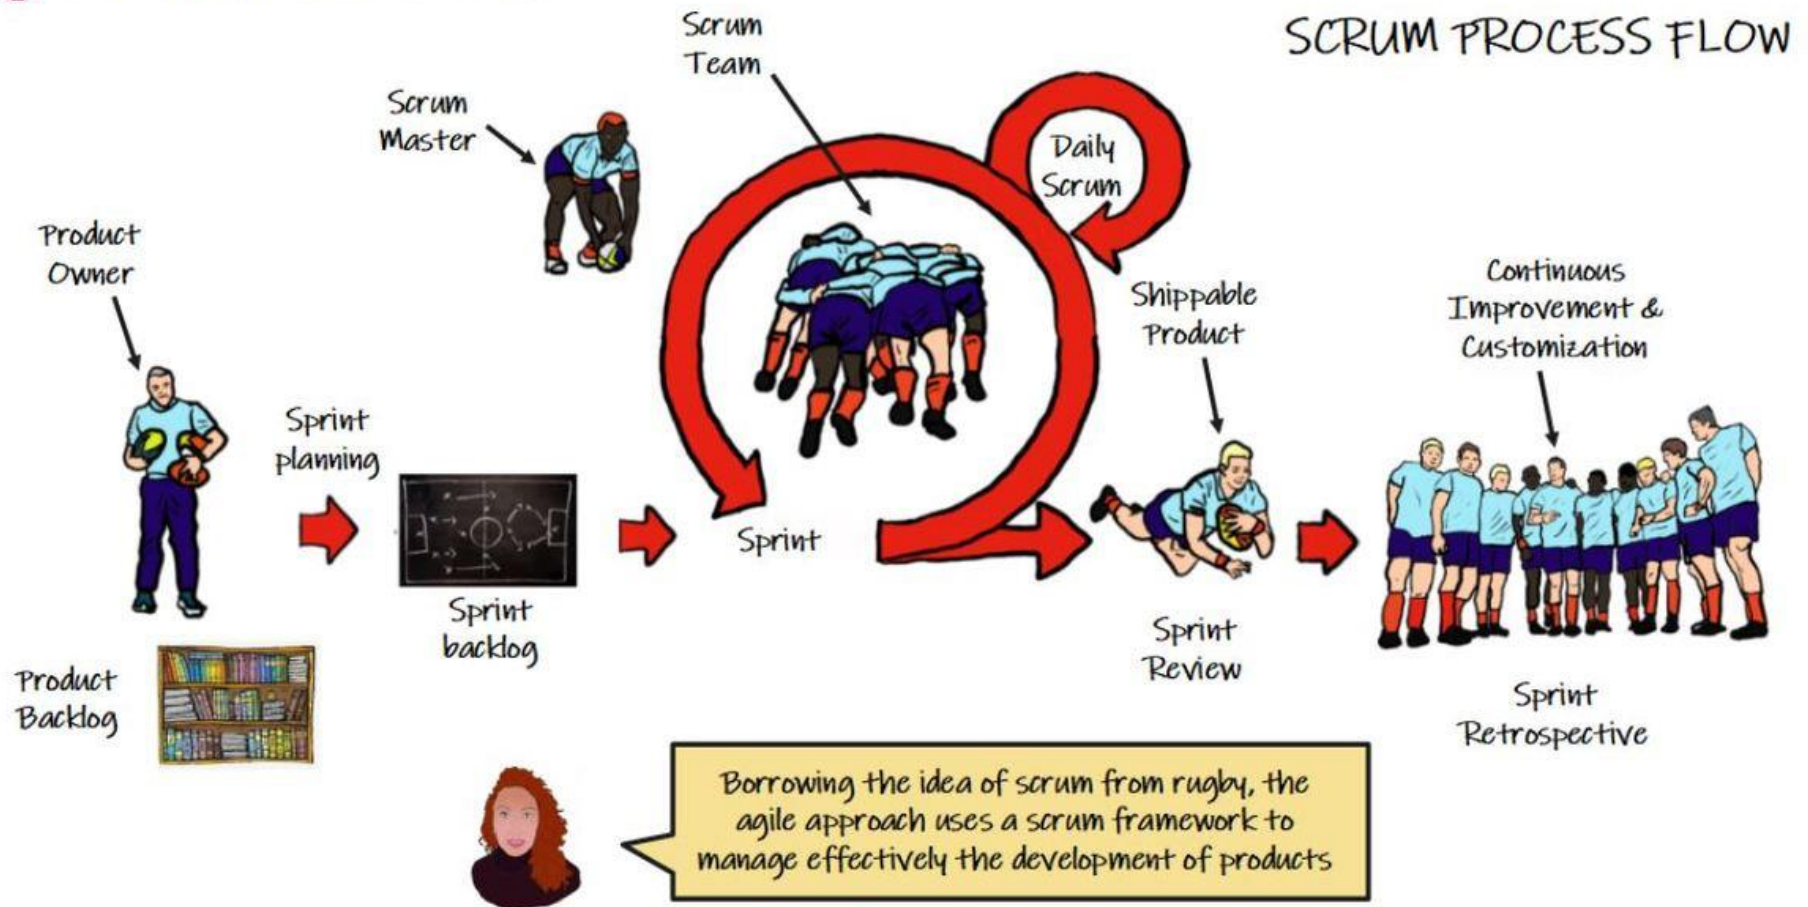 SCRUM PROCESS FLOW
Scrum
Team
Scrum
Master
Daily
Scrum
Product
Owner
Shippable
Product
Continuous
Improvement &
Customization
Sprint
planning
Sprint
Sprint
backlog
Sprint
Review
Product
Backlog
Sprint
Retrospective
Borrowing the idea of scrum from rugby, the
agile approach uses a scrum framework to
manage effectively the development of products